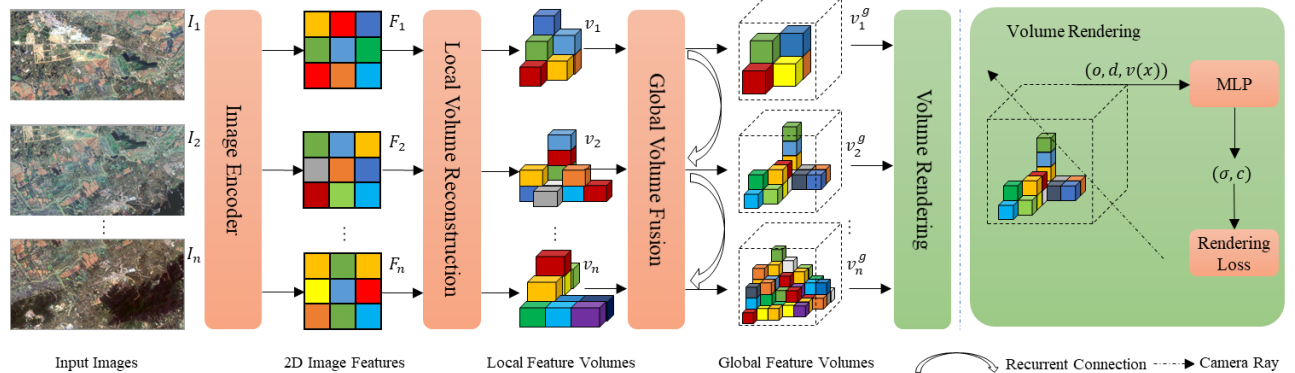 I₁
I₂
⋮
Iₙ
Image Encoder
F₁
F₂
⋮
Fₙ
Local Volume Reconstruction
v₁
v₂
⋮
vₙ
Global Volume Fusion
v₁ᵍ
v₂ᵍ
⋮
vₙᵍ
Volume Rendering
Volume Rendering
(o, d, v(x))
MLP
(σ, c)
Rendering
Loss
Input Images
2D Image Features
Local Feature Volumes
Global Feature Volumes
Recurrent Connection
Camera Ray